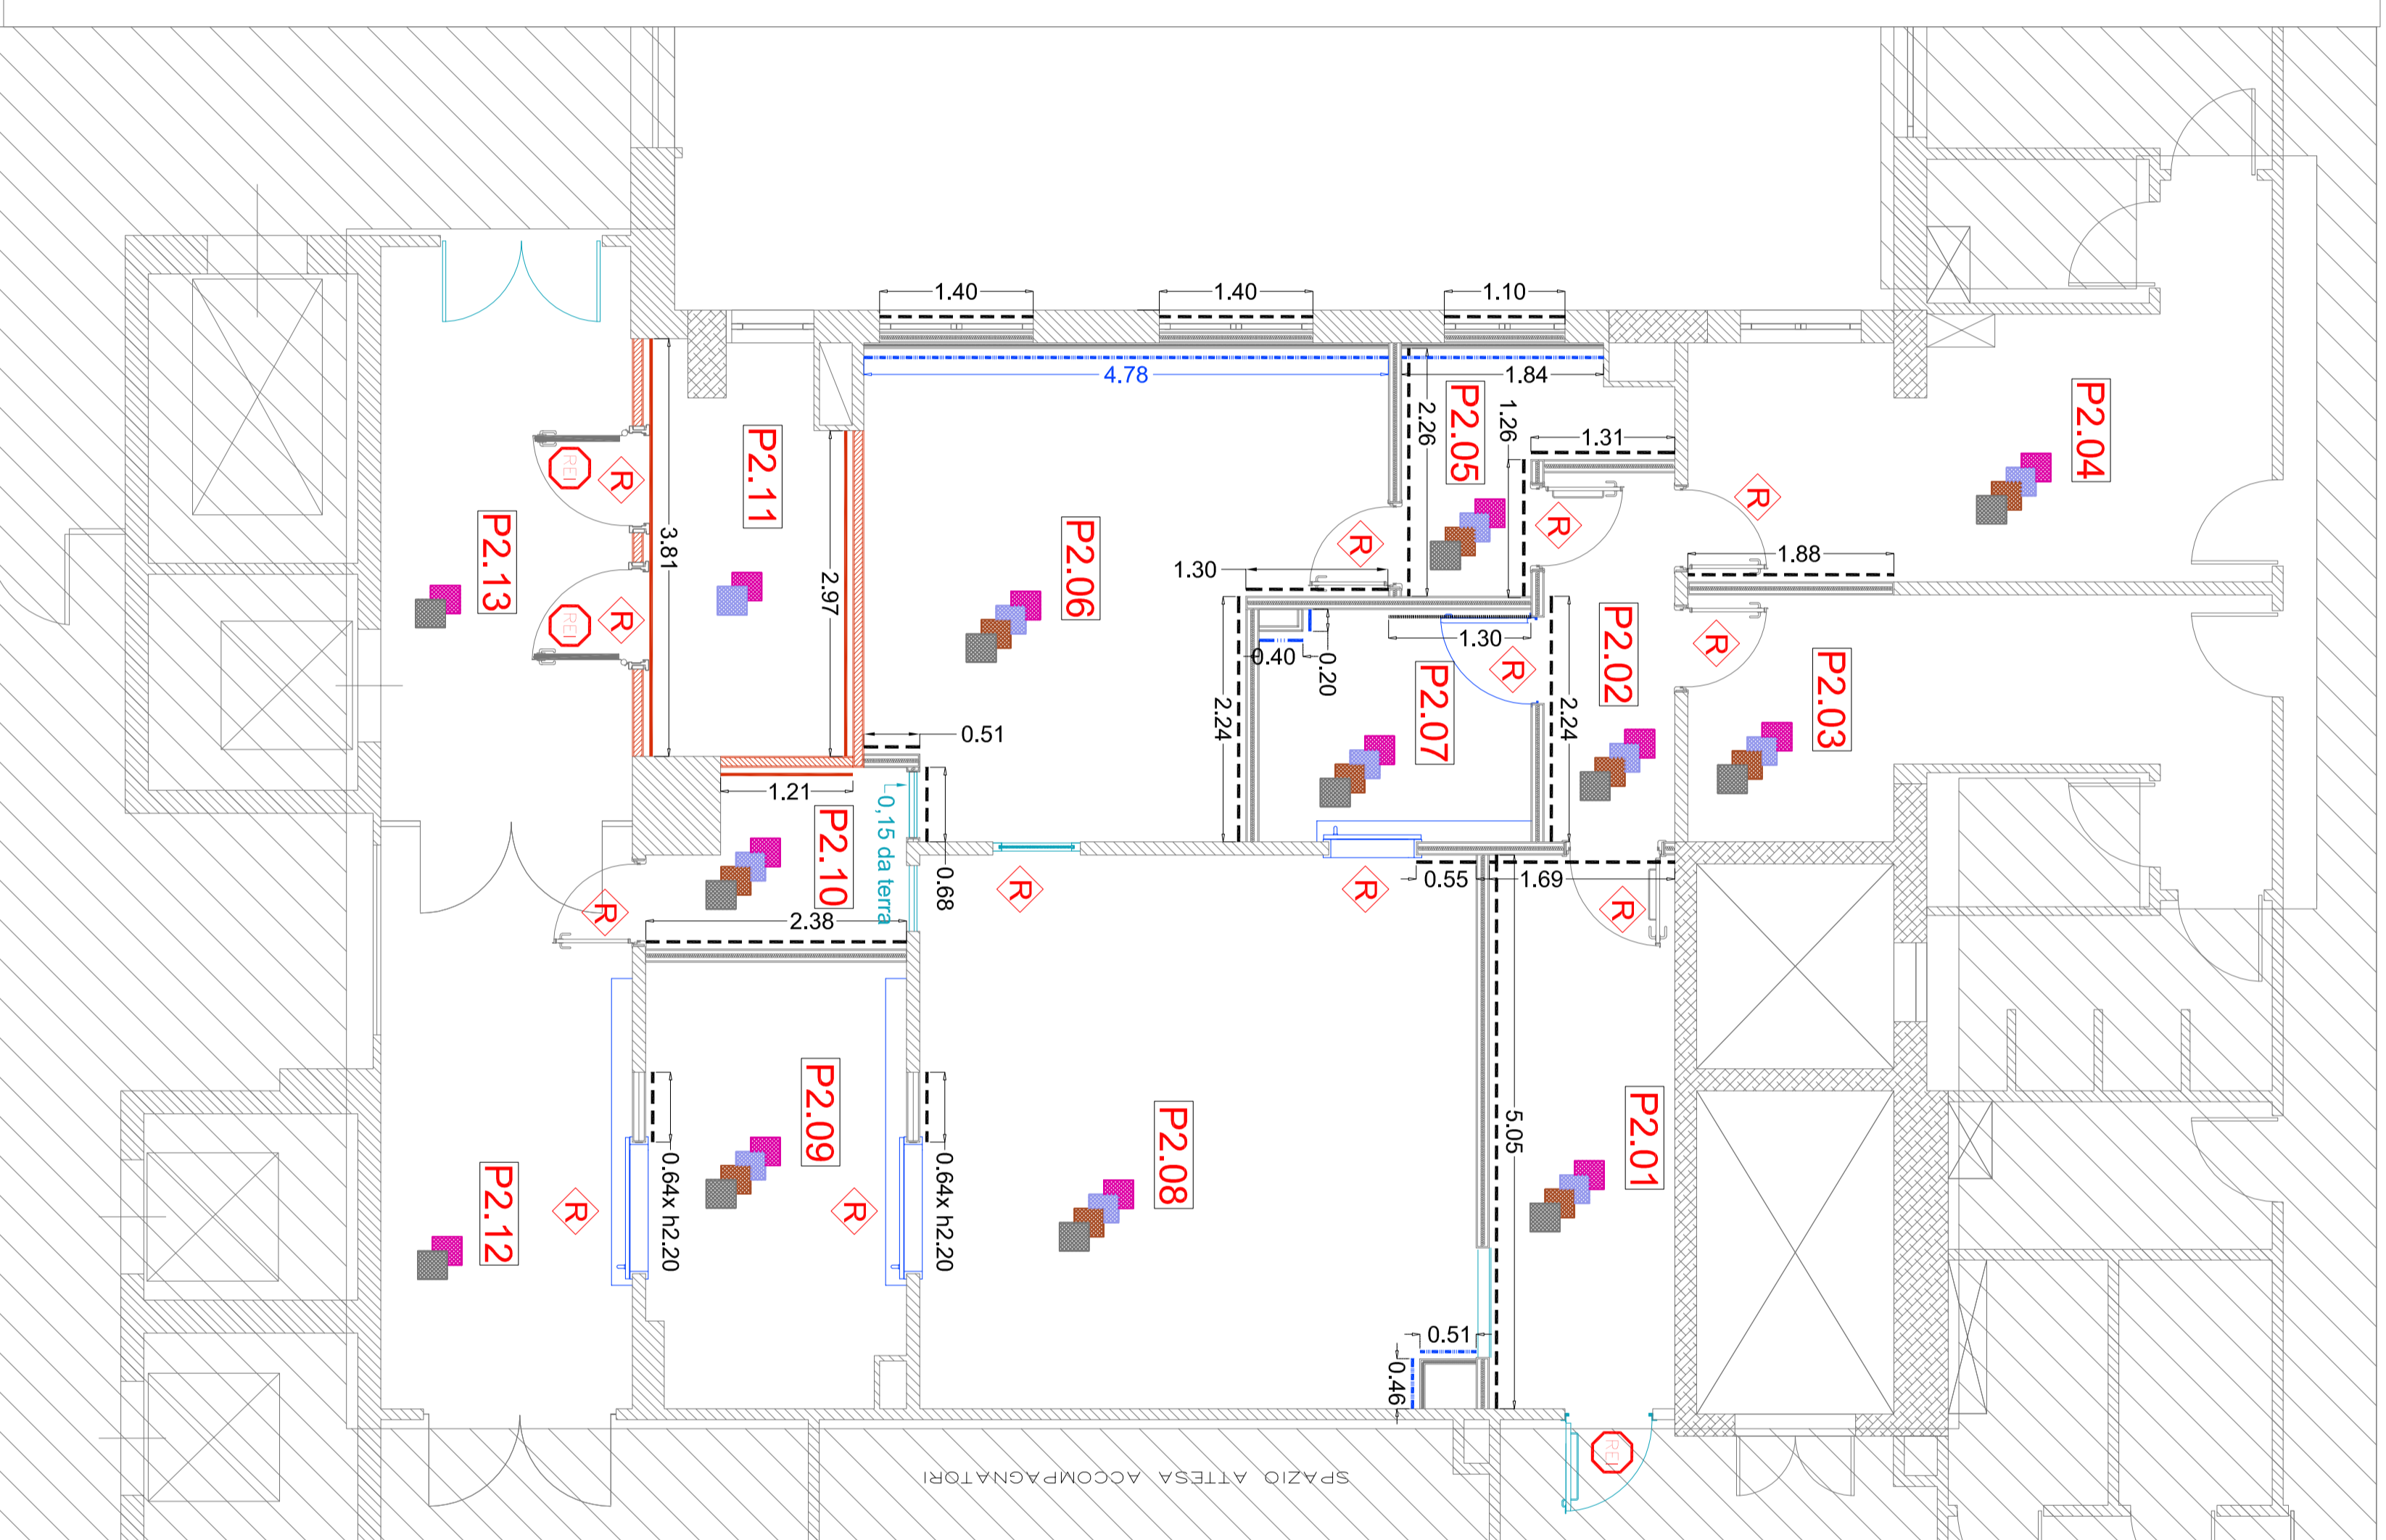 1.40
1.40
1.10
4.78
1.84
P2.04
P2.05
2.26
1.26
1.31
P2.11
R
REI
R
R
R
P2.13
3.81
2.97
P2.06
R
1.30
1.88
R
REI
0.40
0.20
1.30
R
P2.02
R
P2.03
P2.07
2.24
2.24
0.51
1.21
0,15 da terra
P2.10
0.68
R
R
0.55
1.69
R
R
2.38
P2.09
P2.08
5.05
P2.01
P2.12
R
0.64x h2.20
R
0.64x h2.20
0.51
0.46
REI
SPAZIO ATTESA ACCOMPAGNATORI